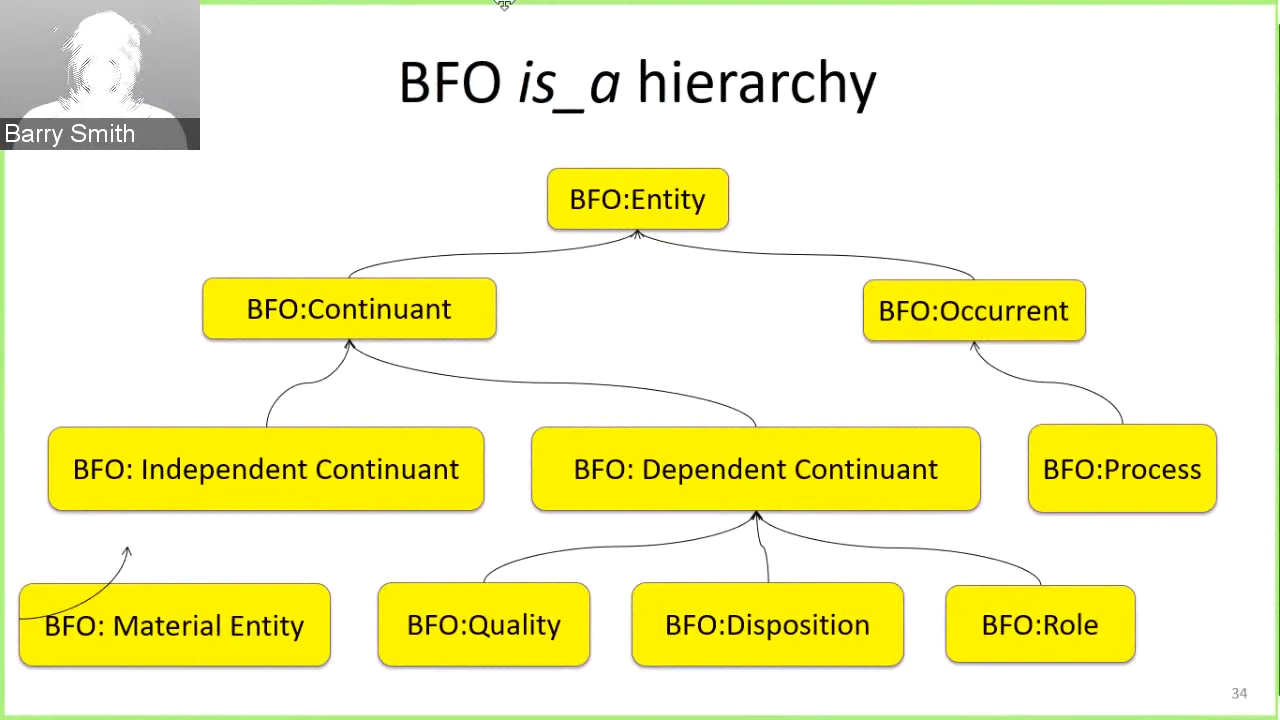 Barry Smith
BFO is_a hierarchy
BFO:Entity
BFO:Continuant
BFO:Occurrent
BFO: Independent Continuant
BFO: Dependent Continuant
BFO:Process
BFO: Material Entity
BFO:Quality
BFO:Disposition
BFO:Role
34